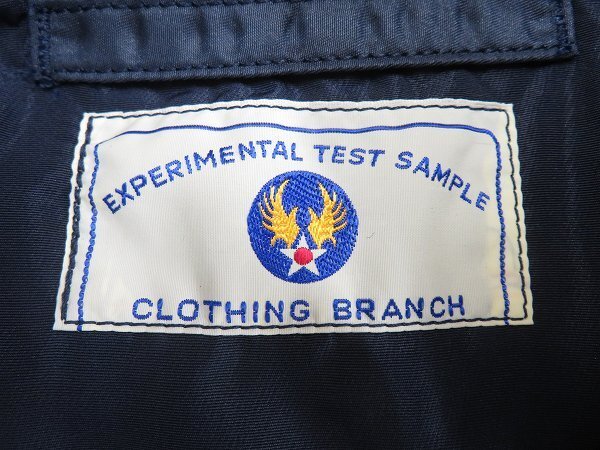 EXPERIMENTAL TEST SAMPLE
CLOTHING BRANCH